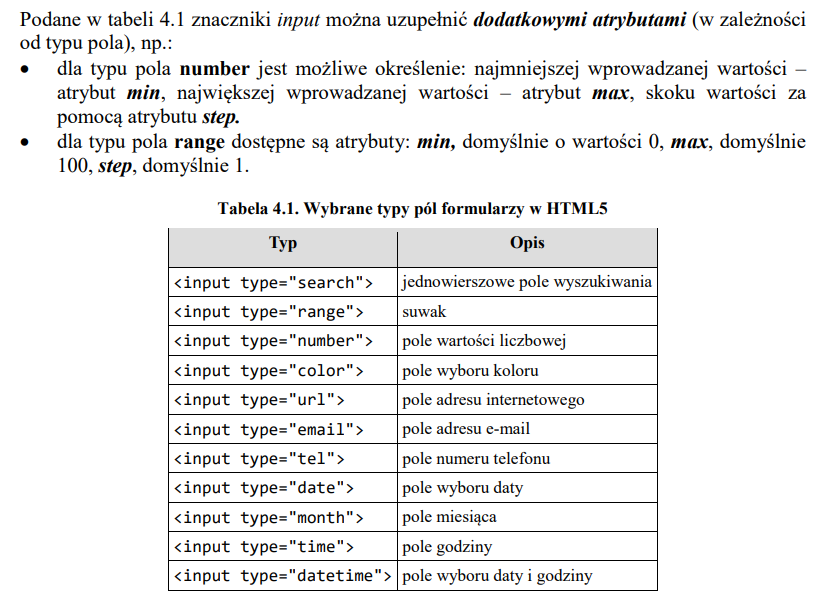 Podane w tabeli 4.1 znaczniki input można uzupełnić dodatkowymi atrybutami (w zależności
od typu pola), np.:
• dla typu pola number jest możliwe określenie: najmniejszej wprowadzanej wartości –
atrybut min, największej wprowadzanej wartości – atrybut max, skoku wartości za
pomocą atrybutu step.
• dla typu pola range dostępne są atrybuty: min, domyślnie o wartości 0, max, domyślnie
100, step, domyślnie 1.
Tabela 4.1. Wybrane typy pól formularzy w HTML5
Typ Opis
<input type="search"> jednowierszowe pole wyszukiwania
<input type="range"> suwak
<input type="number"> pole wartości liczbowej
<input type="color"> pole wyboru koloru
<input type="url"> pole adresu internetowego
<input type="email"> pole adresu e-mail
<input type="tel"> pole numeru telefonu
<input type="date"> pole wyboru daty
<input type="month"> pole miesiąca
<input type="time"> pole godziny
<input type="datetime"> pole wyboru daty i godziny